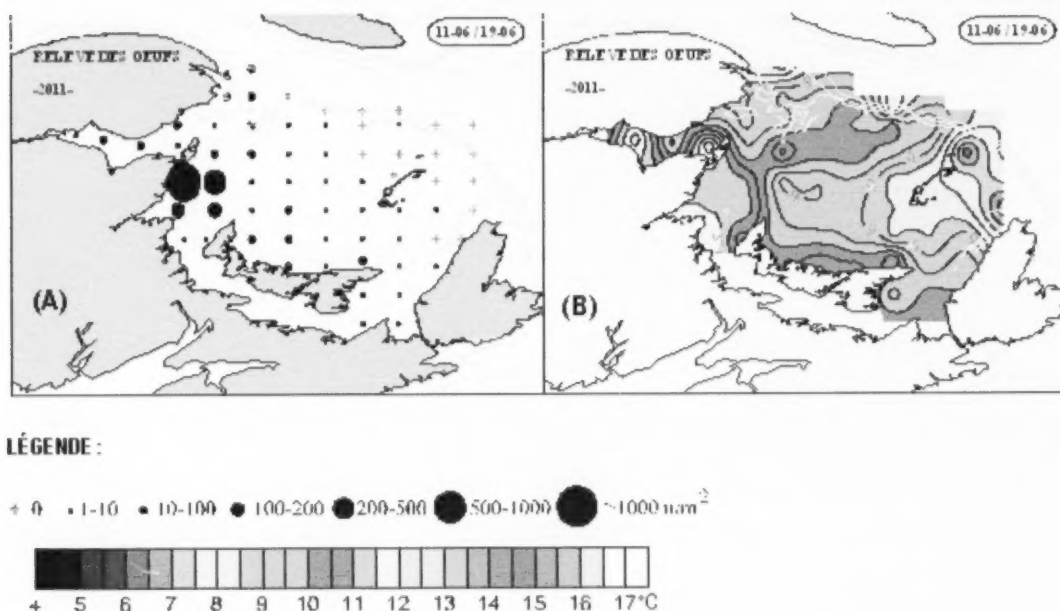 11-06 / 19-06
RELEVE DES OEUFS
-2011-
(A)
11-06 / 19-06
RELEVE DES OEUFS
-2011-
(B)
LÉGENDE :
+ 0 1-10 10-100 100-200 200-500 500-1000 >1000
5 6 7 8 9 10 11 12 13 14 15 16 17°C